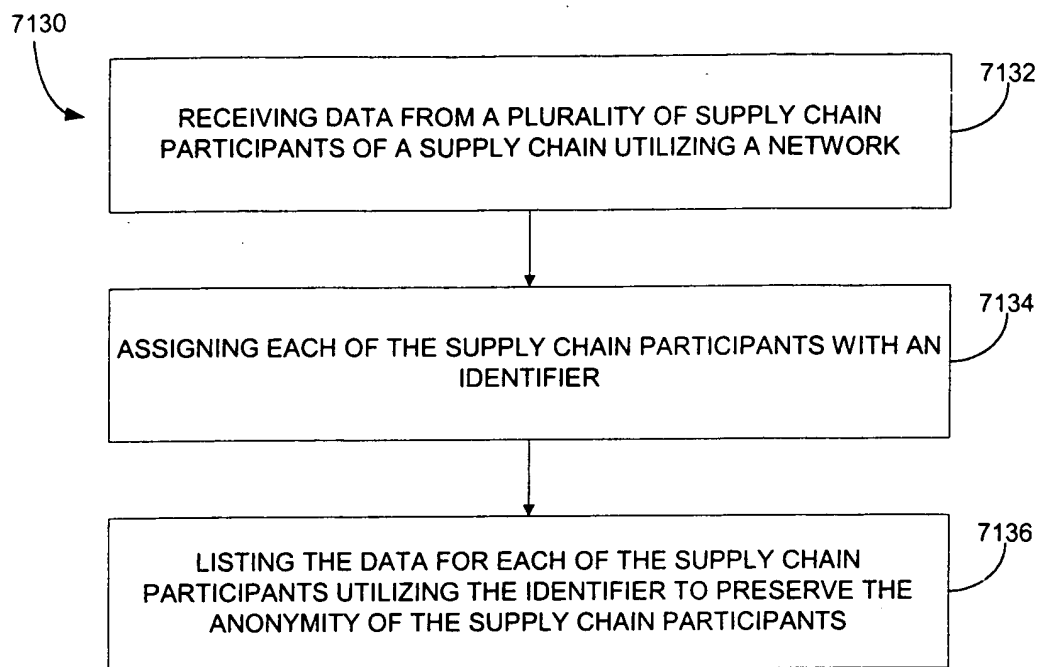 7130
7132
RECEIVING DATA FROM A PLURALITY OF SUPPLY CHAIN
PARTICIPANTS OF A SUPPLY CHAIN UTILIZING A NETWORK
7134
ASSIGNING EACH OF THE SUPPLY CHAIN PARTICIPANTS WITH AN
IDENTIFIER
7136
LISTING THE DATA FOR EACH OF THE SUPPLY CHAIN
PARTICIPANTS UTILIZING THE IDENTIFIER TO PRESERVE THE
ANONYMITY OF THE SUPPLY CHAIN PARTICIPANTS